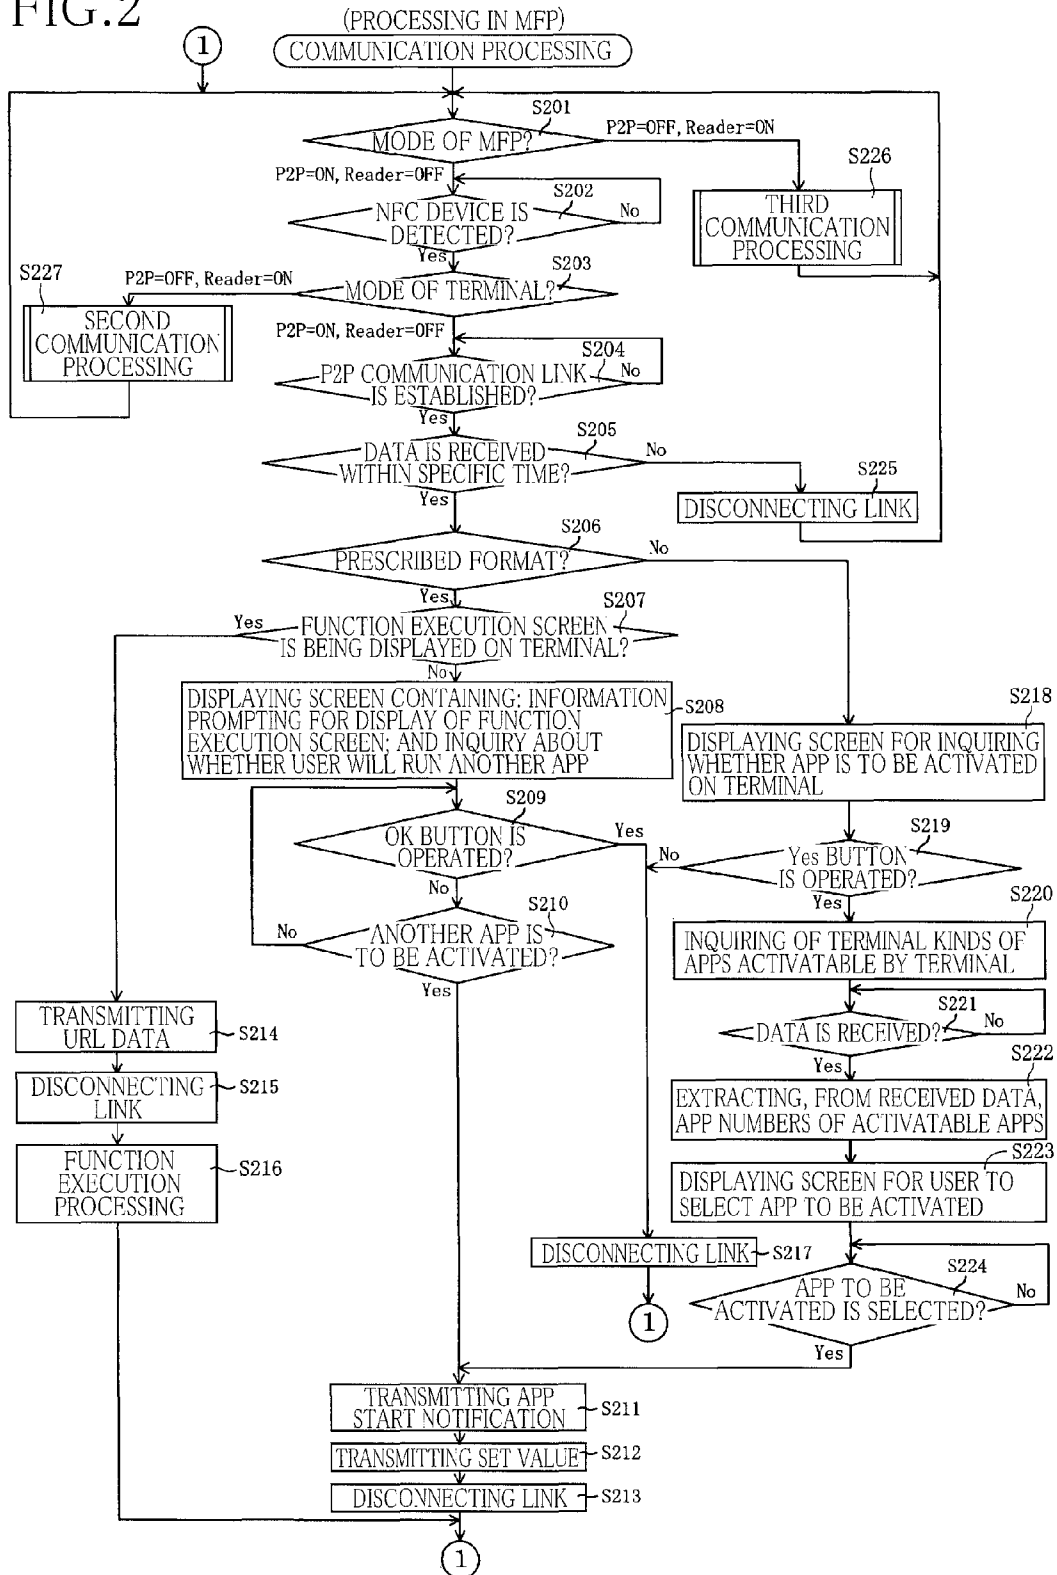 FIG.2
(PROCESSING IN MFP)
COMMUNICATION PROCESSING
1
S201
MODE OF MFP?
P2P=OFF, Reader=ON
P2P=ON, Reader=OFF
S226
THIRD
COMMUNICATION
PROCESSING
S202
NFC DEVICE IS
DETECTED?
No
Yes
S203
MODE OF TERMINAL?
P2P=OFF, Reader=ON
S227
SECOND
COMMUNICATION
PROCESSING
P2P=ON, Reader=OFF
S204
P2P COMMUNICATION LINK
IS ESTABLISHED?
No
Yes
S205
DATA IS RECEIVED
WITHIN SPECIFIC TIME?
No
Yes
S225
DISCONNECTING LINK
S206
PRESCRIBED FORMAT?
No
Yes
S207
FUNCTION EXECUTION SCREEN
IS BEING DISPLAYED ON TERMINAL?
Yes
No
DISPLAYING SCREEN CONTAINING: INFORMATION
PROMPTING FOR DISPLAY OF FUNCTION
EXECUTION SCREEN; AND INQUIRY ABOUT
WHETHER USER WILL RUN ANOTHER APP
S208
S218
DISPLAYING SCREEN FOR INQUIRING
WHETHER APP IS TO BE ACTIVATED
ON TERMINAL
S209
OK BUTTON IS
OPERATED?
Yes
No
S219
Yes BUTTON
IS OPERATED?
No
Yes
S210
ANOTHER APP IS
TO BE ACTIVATED?
No
Yes
S220
INQUIRING OF TERMINAL KINDS OF
APPS ACTIVATABLE BY TERMINAL
S221
DATA IS RECEIVED?
No
Yes
TRANSMITTING
URL DATA
S214
DISCONNECTING
LINK
S215
FUNCTION
EXECUTION
PROCESSING
S216
S222
EXTRACTING, FROM RECEIVED DATA,
APP NUMBERS OF ACTIVATABLE APPS
S223
DISPLAYING SCREEN FOR USER TO
SELECT APP TO BE ACTIVATED
DISCONNECTING LINK
S217
1
S224
APP TO BE
ACTIVATED IS SELECTED?
No
Yes
TRANSMITTING APP
START NOTIFICATION
S211
TRANSMITTING SET VALUE
S212
DISCONNECTING LINK
S213
1